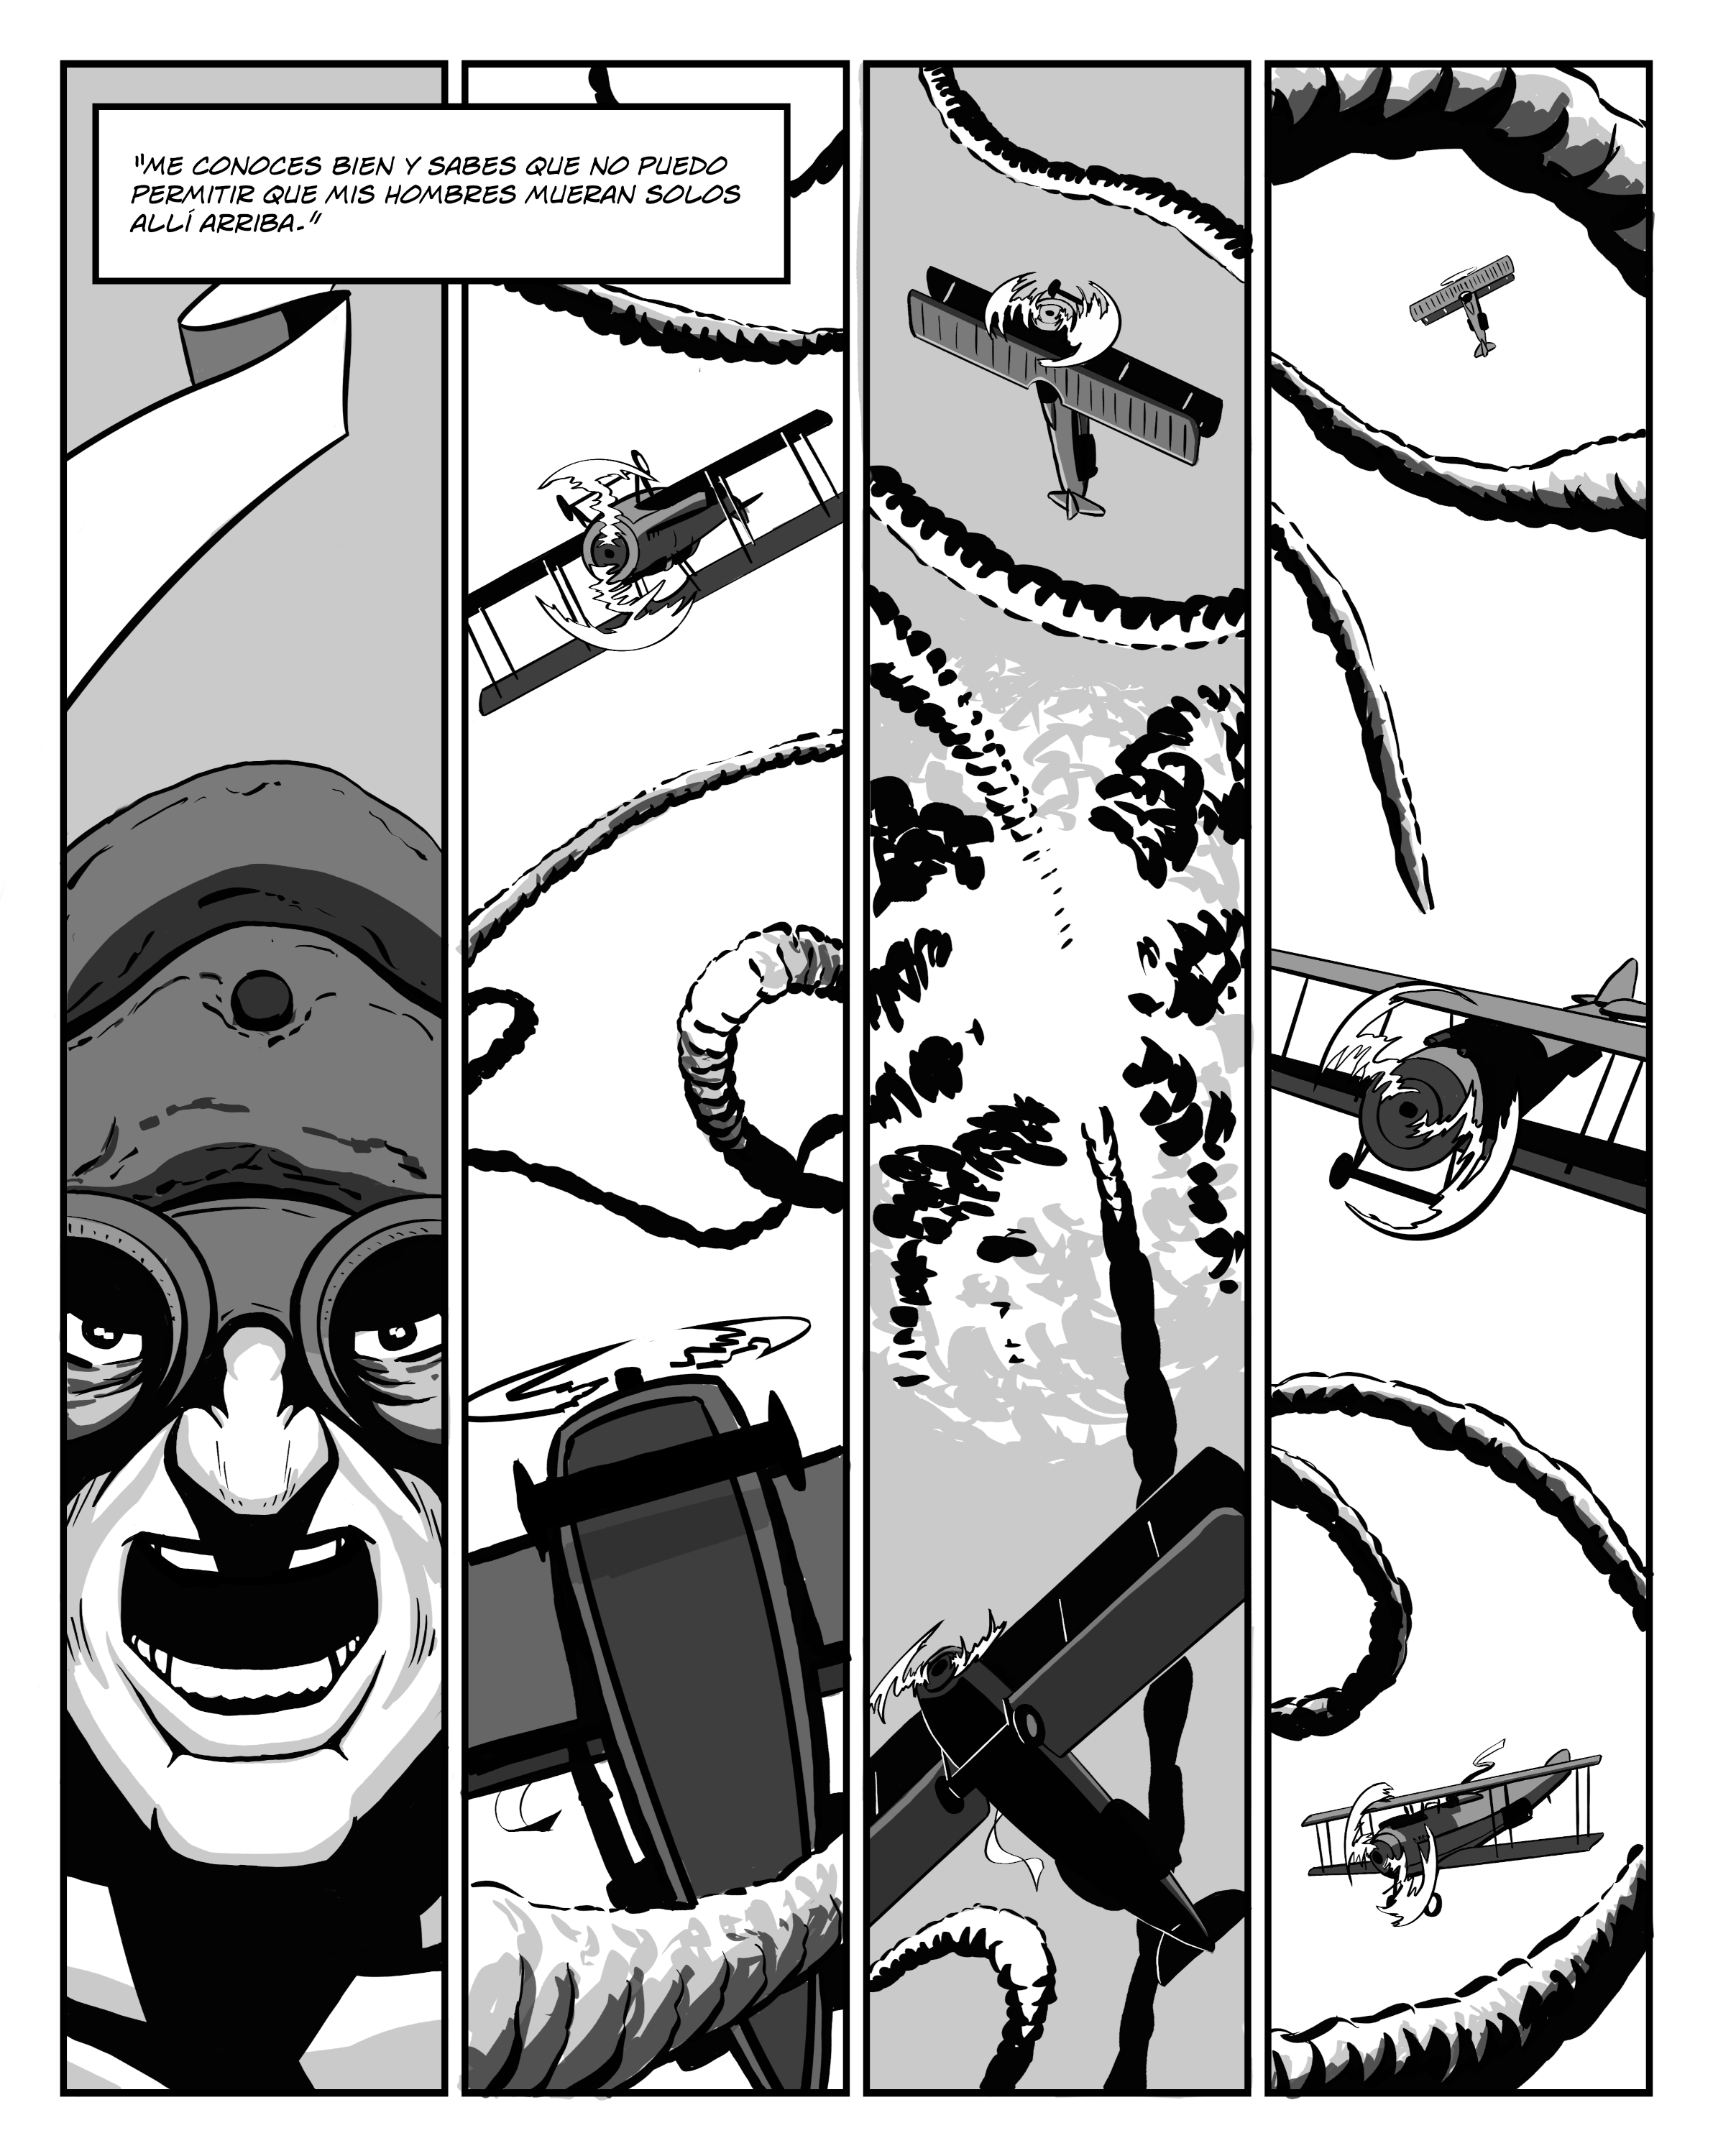 "ME CONOCES BIEN Y SABES QUE NO PUEDO
PERMITIR QUE MIS HOMBRES MUERAN SOLOS
ALLÍ ARRIBA."